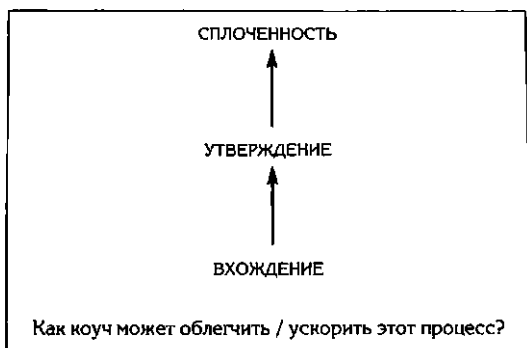 СПЛОЧЕННОСТЬ
УТВЕРЖДЕНИЕ
ВХОЖДЕНИЕ
Как коуч может облегчить / ускорить этот процесс?